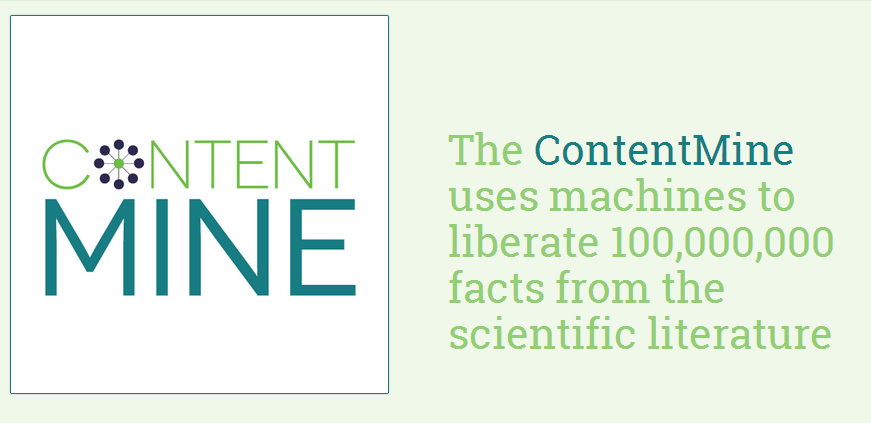 CONTENT
MINE
The ContentMine
uses machines to
liberate 100,000,000
facts from the
scientific literature